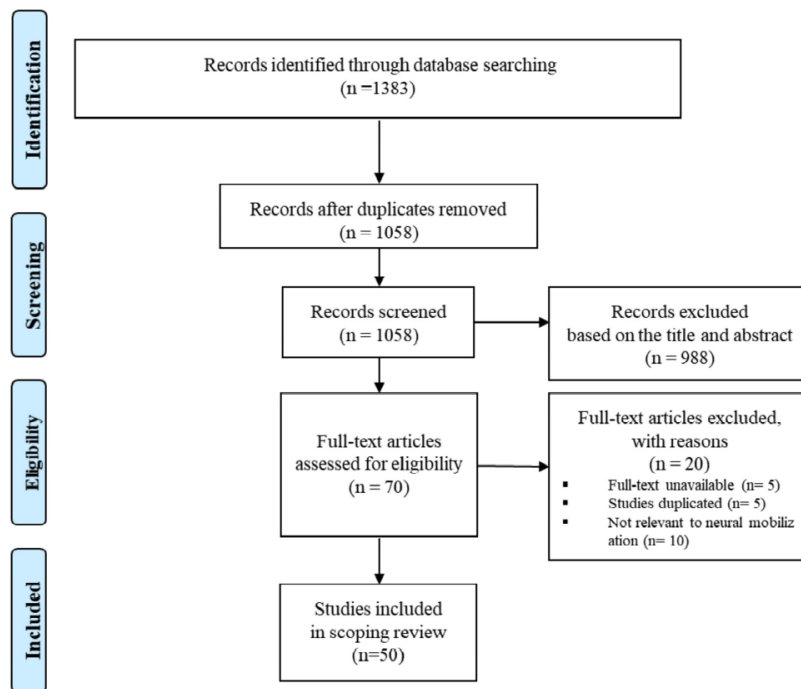 Identification
Records identified through database searching
(n =1383)
Records after duplicates removed
(n = 1058)
Screening
Records screened
(n = 1058)
Records excluded
based on the title and abstract
(n = 988)
Eligibility
Full-text articles
assessed for eligibility
(n = 70)
Full-text articles excluded,
with reasons
(n = 20)
▪ Full-text unavailable (n= 5)
▪ Studies duplicated (n= 5)
▪ Not relevant to neural mobiliz
ation (n= 10)
Included
Studies included
in scoping review
(n=50)